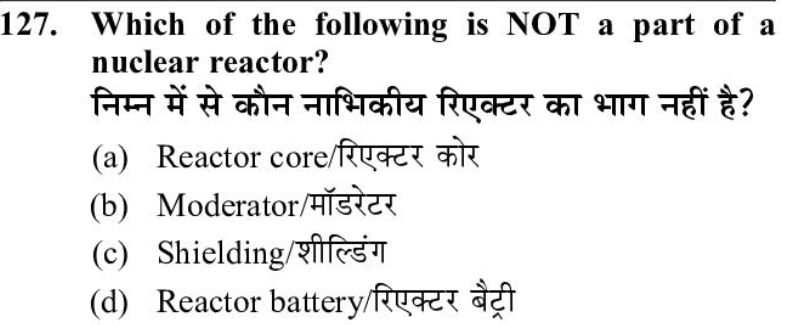 127. Which of the following is NOT a part of a
nuclear reactor?
निम्न में से कौन नाभिकीय रिएक्टर का भाग नहीं है?
(a) Reactor core/रिएक्टर कोर
(b) Moderator/मॉडरेटर
(c) Shielding/शील्डिंग
(d) Reactor battery/रिएक्टर बैट्री